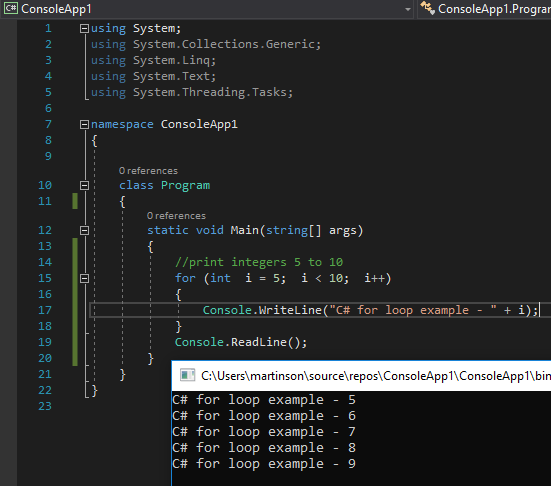 C# ConsoleApp1 ConsoleApp1.Program
1 using System;
2 using System.Collections.Generic;
3 using System.Linq;
4 using System.Text;
5 using System.Threading.Tasks;
6
7 namespace ConsoleApp1
8 {
9
0 references
10 class Program
11 {
0 references
12 static void Main(string[] args)
13 {
14 //print integers 5 to 10
15 for (int  i = 5;  i < 10;  i++)
16 {
17 Console.WriteLine("C# for loop example - " + i);
18 }
19 Console.ReadLine();
20 }
21 }
22 }
23
C:\Users\martinson\source\repos\ConsoleApp1\ConsoleApp1\bin
C# for loop example - 5
C# for loop example - 6
C# for loop example - 7
C# for loop example - 8
C# for loop example - 9